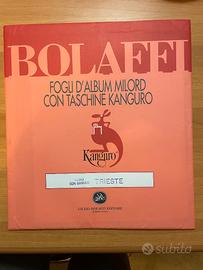 BOLAFFI
FOGLI D'ALBUM MILORD
CON TASCHINE KANGURO
Kanguro
TRIESTE
subito